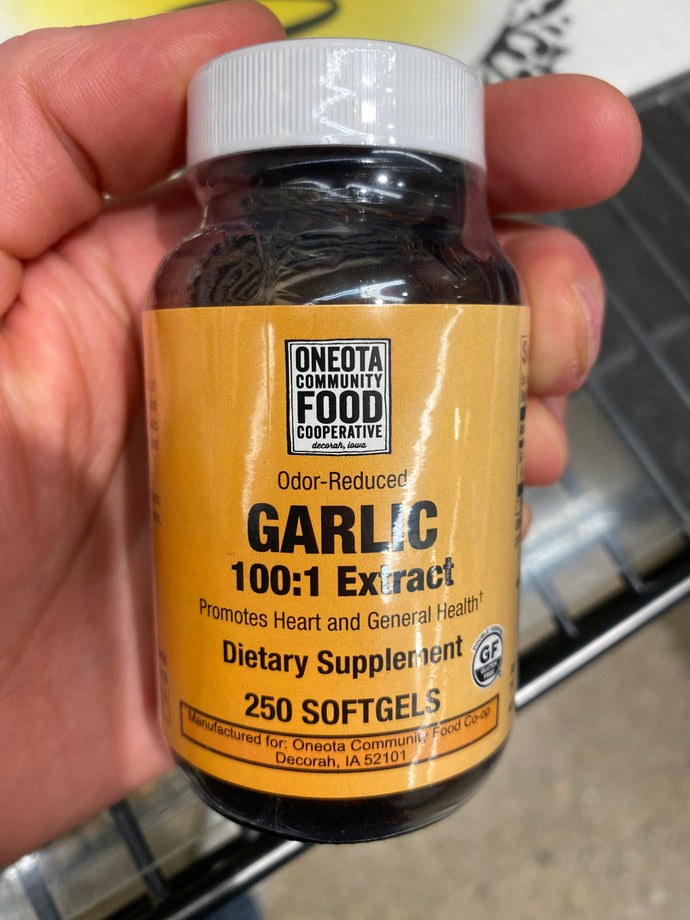 ONEOTA
COMMUNITY
FOOD
COOPERATIVE
decorah, iowa
Odor-Reduced
GARLIC
100:1 Extract
Promotes Heart and General Health†
Dietary Supplement
GF
250 SOFTGELS
Manufactured for: Oneota Community Food Co-op
Decorah, IA 52101